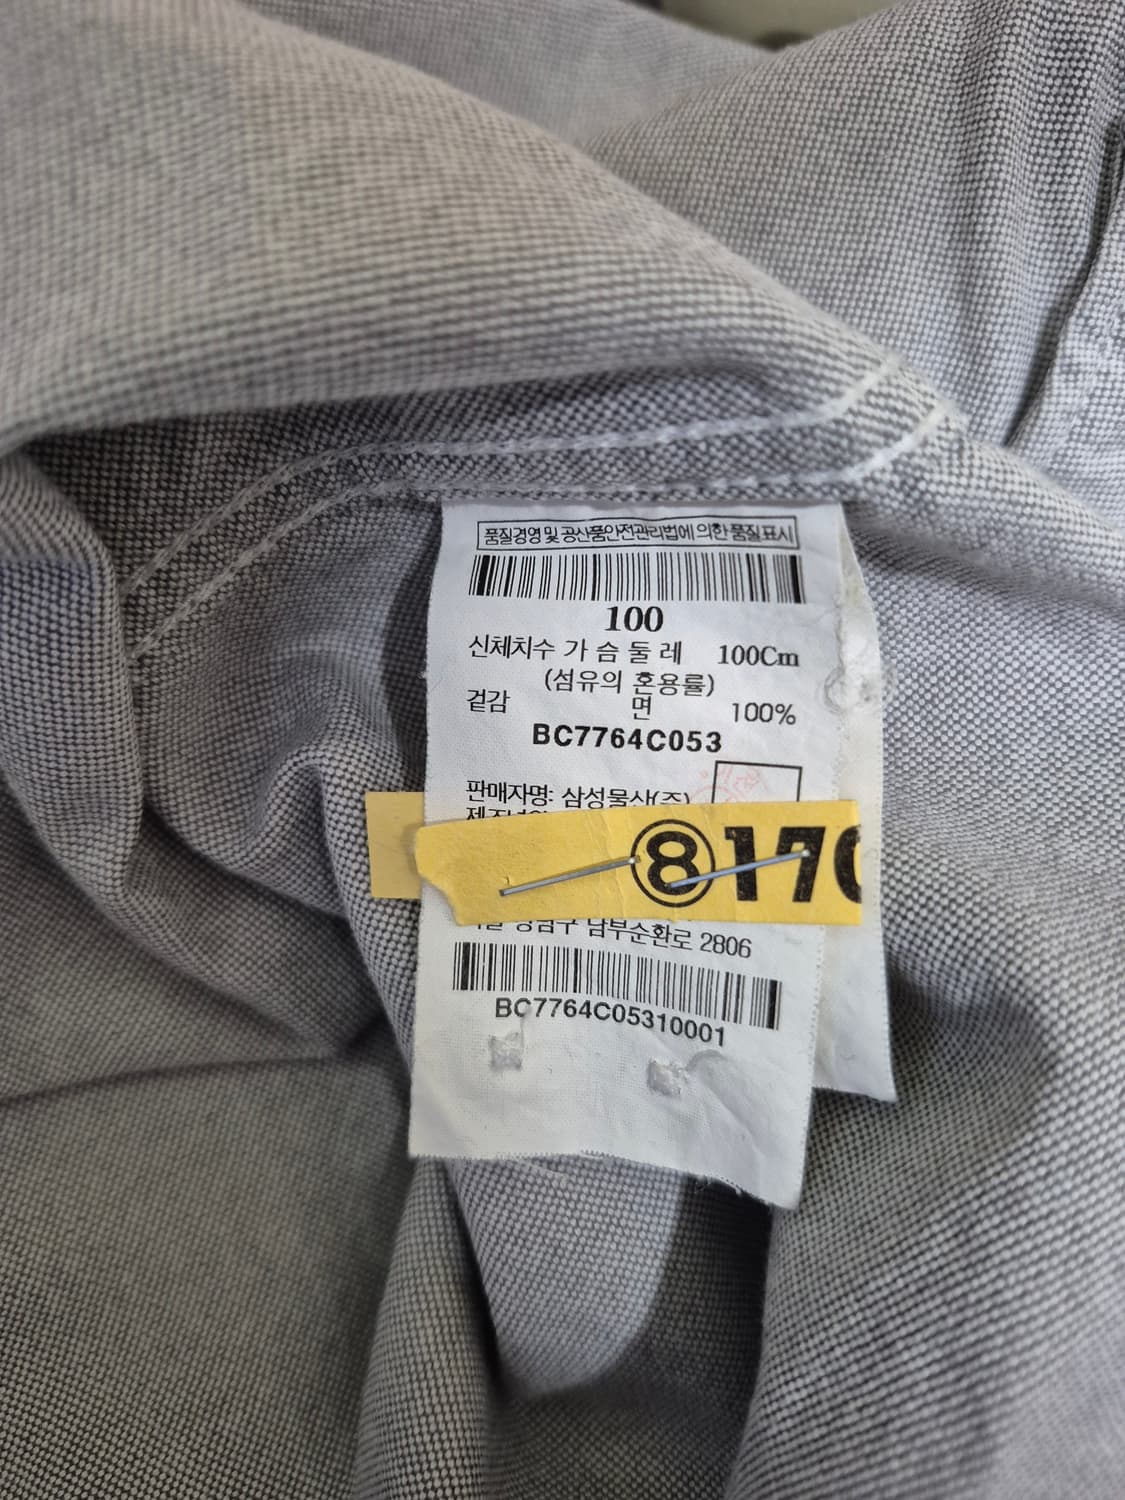 품질경영 및 공산품안전관리법에 의한 품질표시
100
신체치수 가 슴 둘 레 100Cm
(섬유의 혼용률)
겉감 면 100%
BC7764C053
판매자명: 삼성물산(주)
⑧170
남부순환로 2806
BC7764C05310001